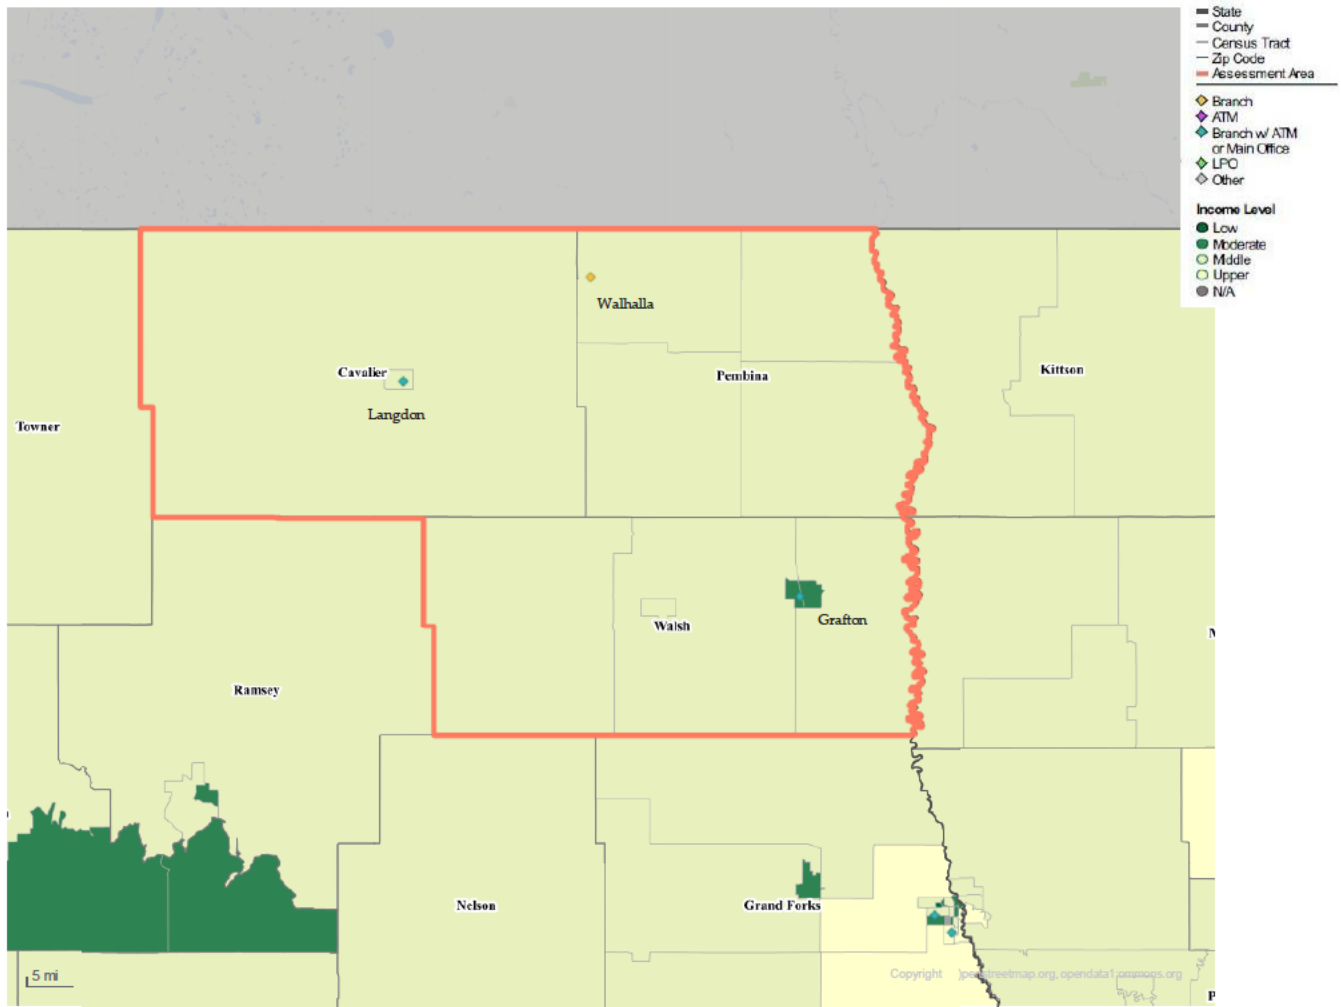 State
County
Census Tract
Zip Code
Assessment Area
Branch
ATM
Branch w/ ATM
or Main Office
LPO
Other
Income Level
Low
Moderate
Middle
Upper
N/A
Walhalla
Cavalier
Pembina
Kittson
Langdon
Towner
Grafton
Walsh
Ramsey
Nelson
Grand Forks
5 mi
Copyright